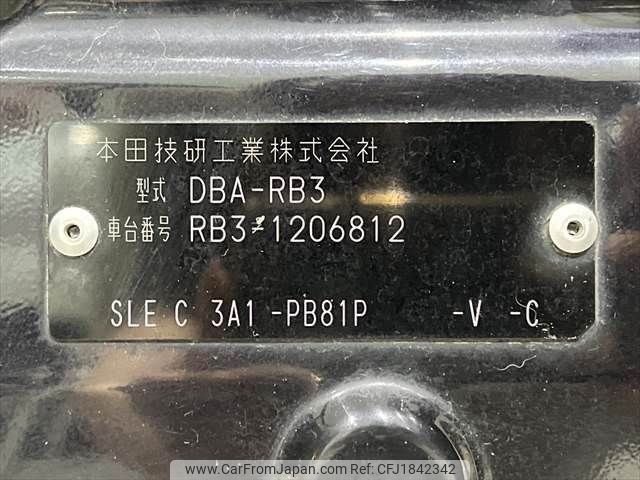 本田技研工業株式会社
型式 DBA-RB3
車台番号 RB3-1206812
SLE C 3A1 -PB81P -V -C
www.CarFromJapan.com Ref: CFJ1842342